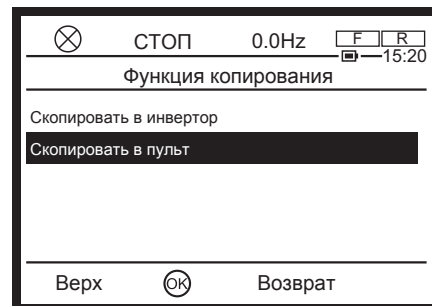 СТОП 0.0Hz F R
15:20
Функция копирования
Скопировать в инвертор
Скопировать в пульт
Верх OK Возврат